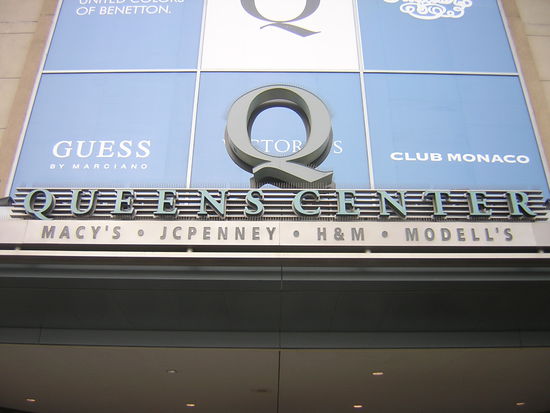 UNITED COLORS
OF BENETTON.
Q
GUESS
BY MARCIANO
CLUB MONACO
Q
QUEENS CENTER
MACY'S • JCPENNEY • H&M • MODELL'S